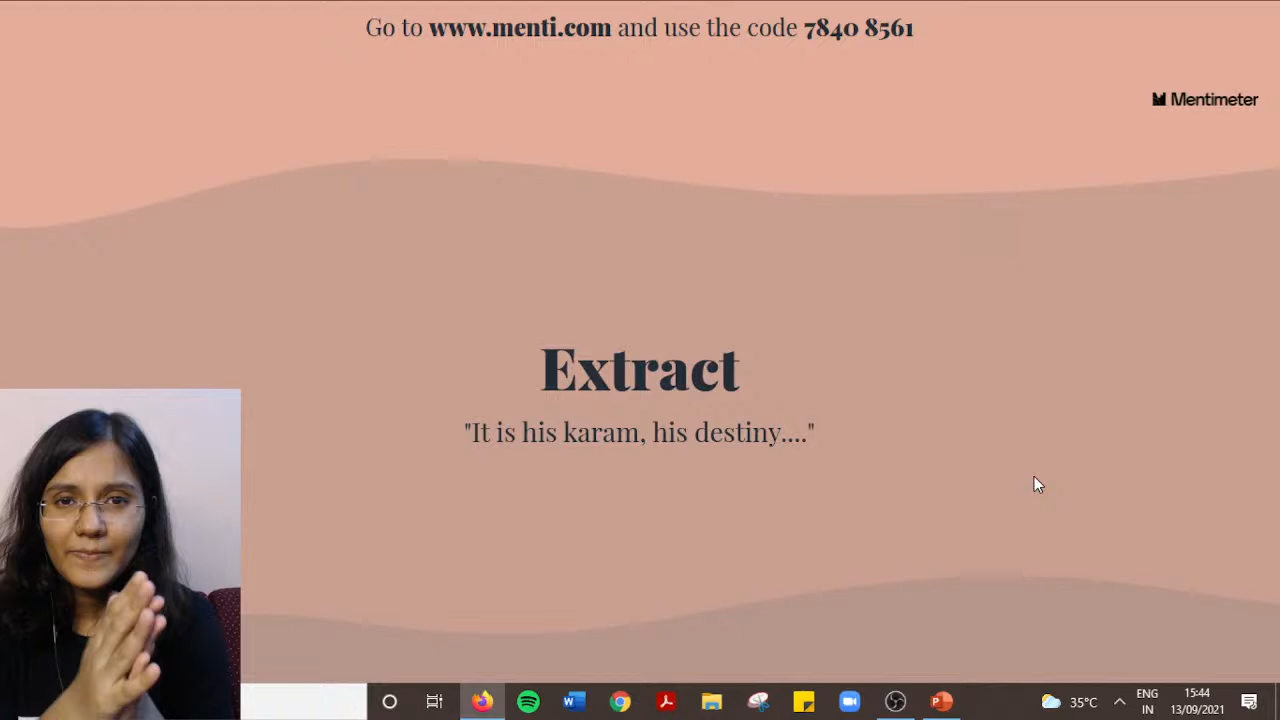 Go to www.menti.com and use the code 7840 8561
Mentimeter
Extract
"It is his karam, his destiny...."
35°C
ENG
IN
15:44
13/09/2021